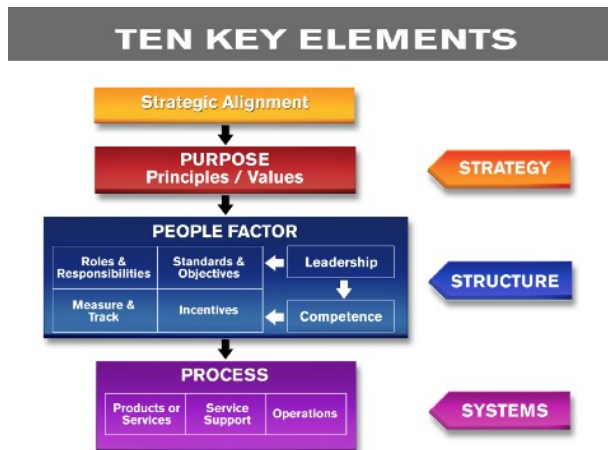 TEN KEY ELEMENTS
Strategic Alignment
PURPOSE
Principles / Values
STRATEGY
PEOPLE FACTOR
Roles &
Responsibilities
Standards &
Objectives
Leadership
STRUCTURE
Measure &
Track
Incentives
Competence
PROCESS
Products or
Services
Service
Support
Operations
SYSTEMS